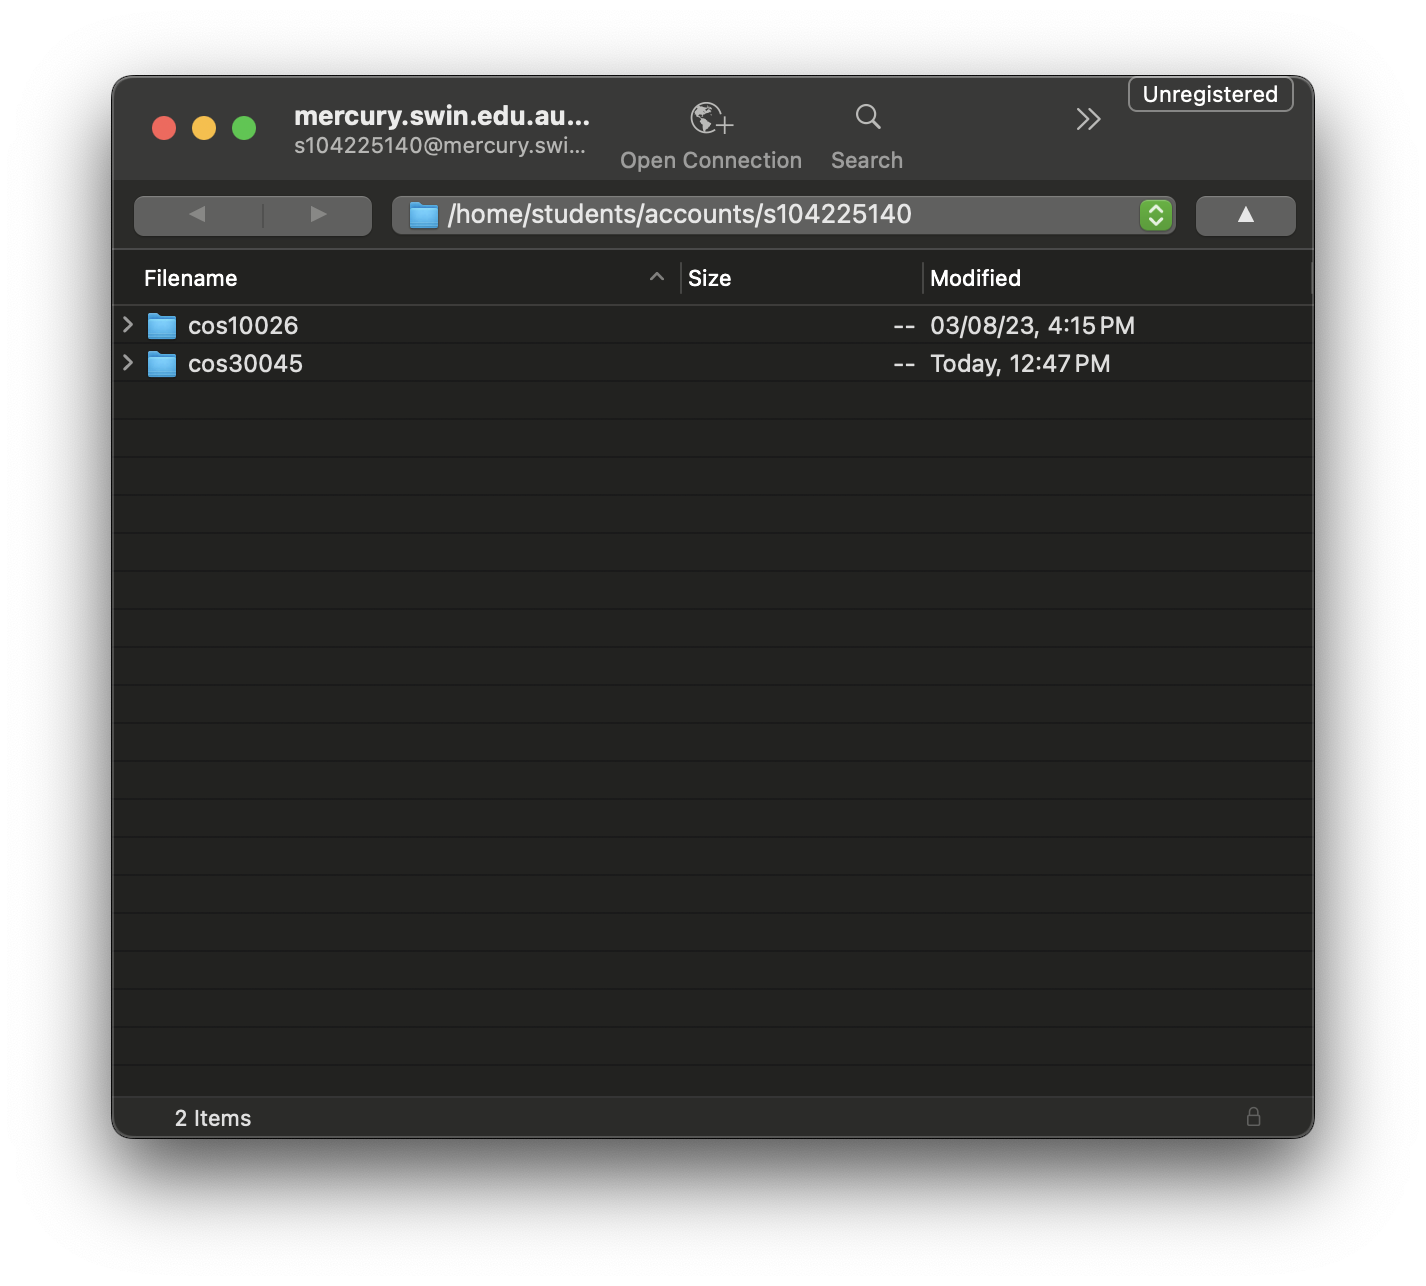 Unregistered
mercury.swin.edu.au...
s104225140@mercury.swi...
Open Connection
Search
/home/students/accounts/s104225140
Filename Size Modified
cos10026 -- 03/08/23, 4:15 PM
cos30045 -- Today, 12:47 PM
2 Items